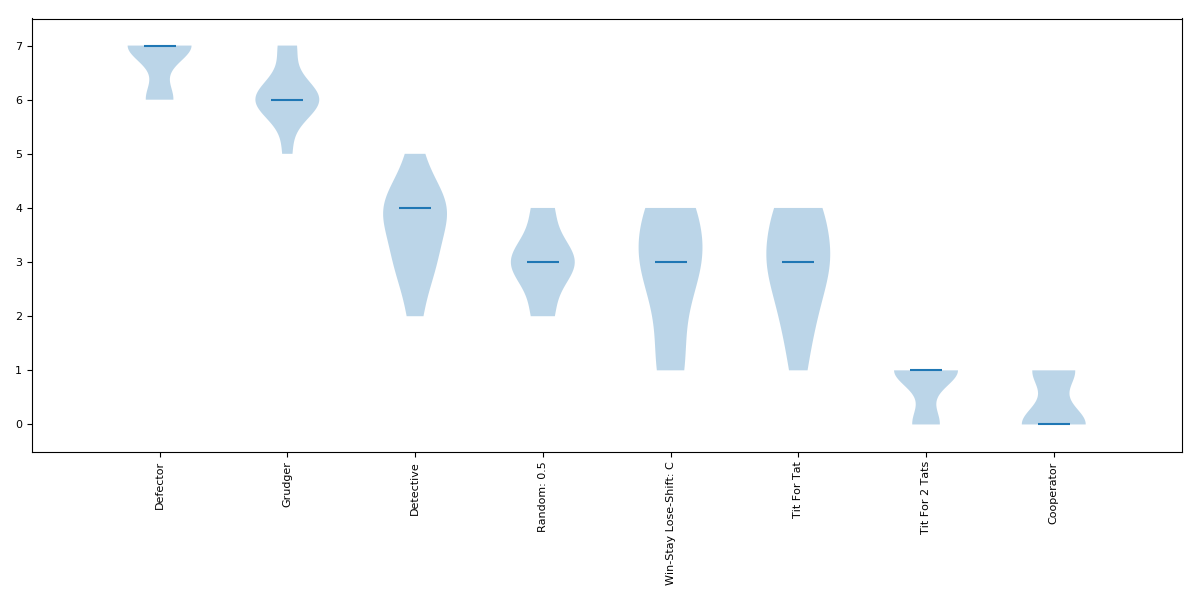 7
6
5
4
3
2
1
0
Defector
Grudger
Detective
Random: 0.5
Win-Stay Lose-Shift: C
Tit For Tat
Tit For 2 Tats
Cooperator